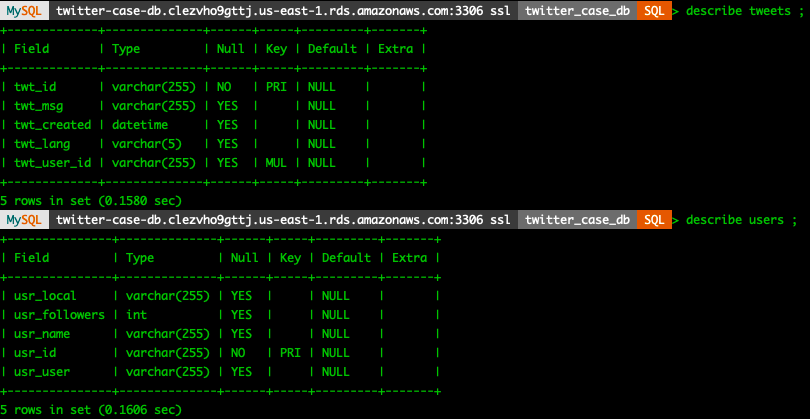 MySQL twitter-case-db.clezvho9gttj.us-east-1.rds.amazonaws.com:3306 ssl twitter_case_db SQL> describe tweets ;
+-------------+--------------+------+-----+---------+-------+
| Field       | Type         | Null | Key | Default | Extra |
+-------------+--------------+------+-----+---------+-------+
| twt_id      | varchar(255) | NO   | PRI | NULL    |       |
| twt_msg     | varchar(255) | YES  |     | NULL    |       |
| twt_created | datetime     | YES  |     | NULL    |       |
| twt_lang    | varchar(5)   | YES  |     | NULL    |       |
| twt_user_id | varchar(255) | YES  | MUL | NULL    |       |
+-------------+--------------+------+-----+---------+-------+
5 rows in set (0.1580 sec)
MySQL twitter-case-db.clezvho9gttj.us-east-1.rds.amazonaws.com:3306 ssl twitter_case_db SQL> describe users ;
+---------------+--------------+------+-----+---------+-------+
| Field         | Type         | Null | Key | Default | Extra |
+---------------+--------------+------+-----+---------+-------+
| usr_local     | varchar(255) | YES  |     | NULL    |       |
| usr_followers | int          | YES  |     | NULL    |       |
| usr_name      | varchar(255) | YES  |     | NULL    |       |
| usr_id        | varchar(255) | NO   | PRI | NULL    |       |
| usr_user      | varchar(255) | YES  |     | NULL    |       |
+---------------+--------------+------+-----+---------+-------+
5 rows in set (0.1606 sec)